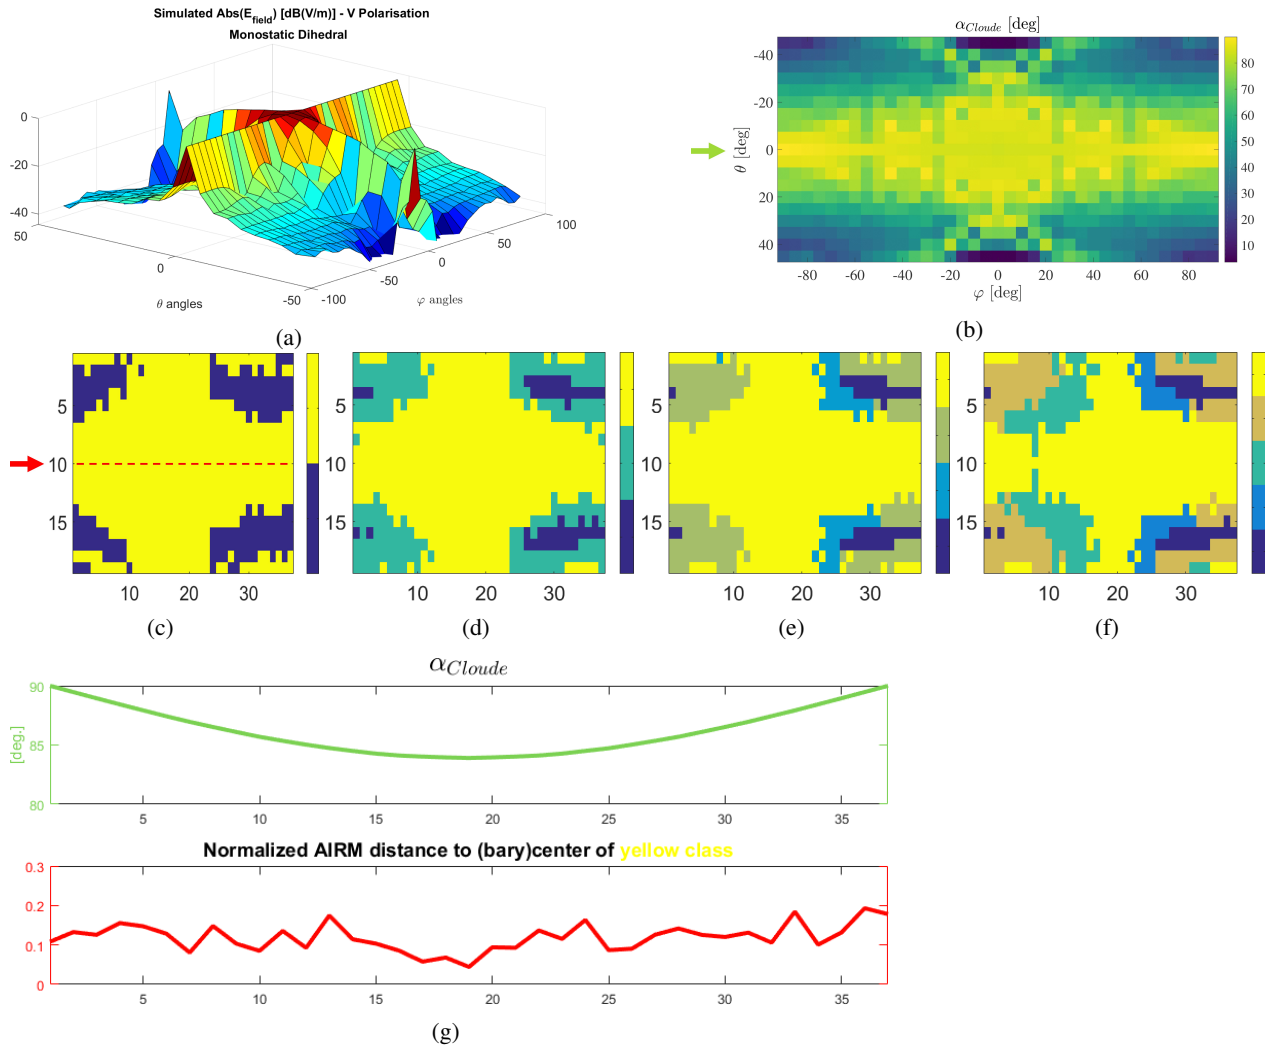 Simulated Abs(E_field) [dB(V/m)] - V Polarisation
Monostatic Dihedral
0
-20
-40
50
0
-50
-100
-50
0
50
100
θ angles
φ angles
(a)
α_Cloude [deg]
-40
-20
0
20
40
θ [deg]
-80 -60 -40 -20 0 20 40 60 80
φ [deg]
80
70
60
50
40
30
20
10
(b)
5
10
15
10 20 30
(c)
5
10
15
10 20 30
(d)
5
10
15
10 20 30
(e)
5
10
15
10 20 30
(f)
α_Cloude
90
85
80
[deg.]
5 10 15 20 25 30 35
Normalized AIRM distance to (bary)center of yellow class
0.3
0.2
0.1
0
5 10 15 20 25 30 35
(g)